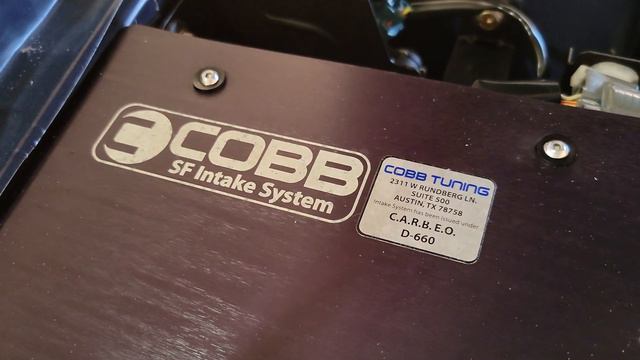 COBB
SF Intake System
COBB TUNING
2311 W RUNDBERG LN.
SUITE 500
AUSTIN, TX 78758
Intake System has been issued under
C.A.R.B. E.O.
D-660